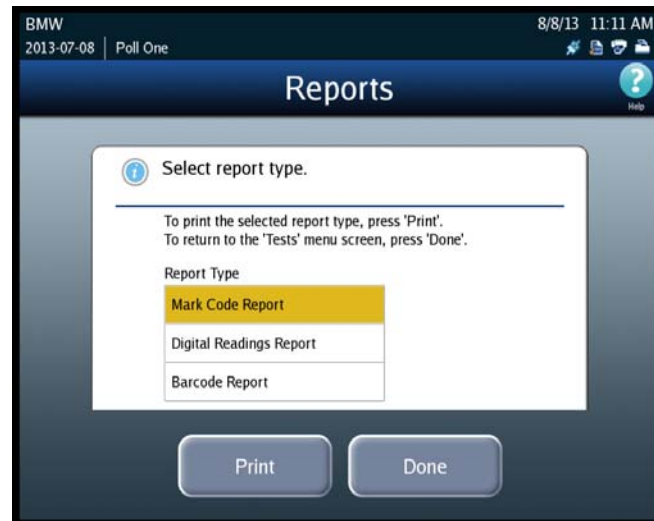 BMW
8/8/13 11:11 AM
2013-07-08 | Poll One
Reports
?
Help
i Select report type.
To print the selected report type, press 'Print'.
To return to the 'Tests' menu screen, press 'Done'.
Report Type
Mark Code Report
Digital Readings Report
Barcode Report
Print
Done